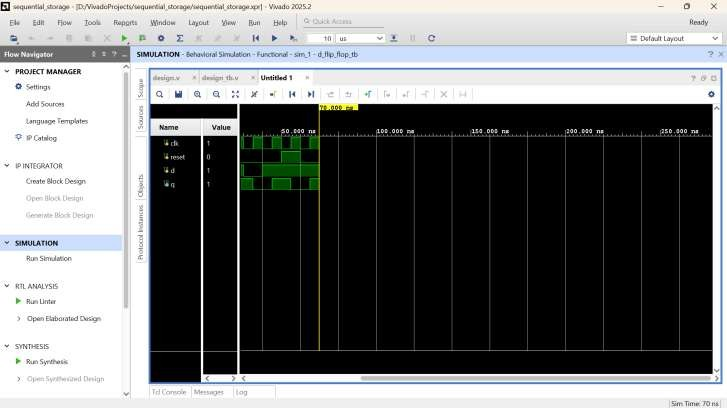 sequential_storage - [D:/VivadoProjects/sequential_storage/sequential_storage.xpr] - Vivado 2025.2
File Edit Flow Tools Reports Window Layout View Run Help Quick Access Ready
10 us Default Layout
Flow Navigator
SIMULATION - Behavioral Simulation - Functional - sim_1 - d_flip_flop_tb
PROJECT MANAGER
Settings
Add Sources
Language Templates
IP Catalog
IP INTEGRATOR
Create Block Design
Open Block Design
Generate Block Design
SIMULATION
Run Simulation
RTL ANALYSIS
Run Linter
Open Elaborated Design
SYNTHESIS
Run Synthesis
Open Synthesized Design
Scope
Sources
Objects
Protocol Instances
design.v design_tb.v Untitled 1
70.000 ns
Name Value
50.000 ns 100.000 ns 150.000 ns 200.000 ns 250.000 ns
clk 1
reset 0
d 1
q 1
Tcl Console Messages Log
Sim Time: 70 ns